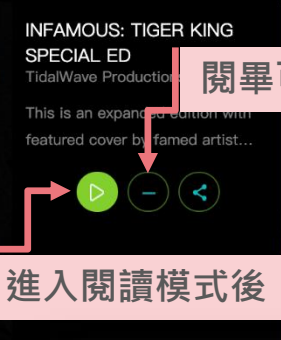 INFAMOUS: TIGER KING
SPECIAL ED
TidalWave Production
閱畢
This is an expanded edition with
featured cover by famed artist...
進入閱讀模式後